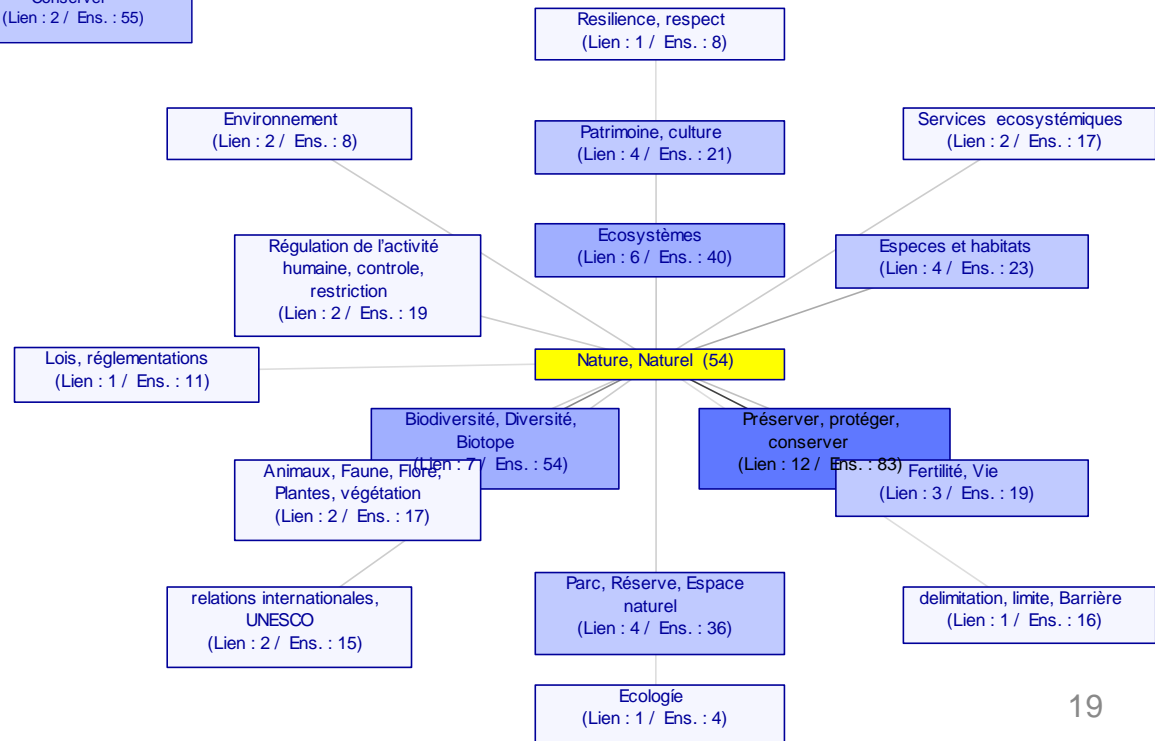 Conserver
(Lien : 2 / Ens. : 55)
Resilience, respect
(Lien : 1 / Ens. : 8)
Environnement
(Lien : 2 / Ens. : 8)
Patrimoine, culture
(Lien : 4 / Ens. : 21)
Services ecosystémiques
(Lien : 2 / Ens. : 17)
Régulation de l'activité
humaine, controle,
restriction
(Lien : 2 / Ens. : 19
Ecosystèmes
(Lien : 6 / Ens. : 40)
Especes et habitats
(Lien : 4 / Ens. : 23)
Lois, réglementations
(Lien : 1 / Ens. : 11)
Nature, Naturel (54)
Biodiversité, Diversité,
Biotope
(Lien : 7 / Ens. : 54)
Préserver, protéger,
conserver
(Lien : 12 / Ens. : 83)
Animaux, Faune, Flore,
Plantes, végétation
(Lien : 2 / Ens. : 17)
Fertilité, Vie
(Lien : 3 / Ens. : 19)
relations internationales,
UNESCO
(Lien : 2 / Ens. : 15)
Parc, Réserve, Espace
naturel
(Lien : 4 / Ens. : 36)
delimitation, limite, Barrière
(Lien : 1 / Ens. : 16)
Ecologie
(Lien : 1 / Ens. : 4)
19